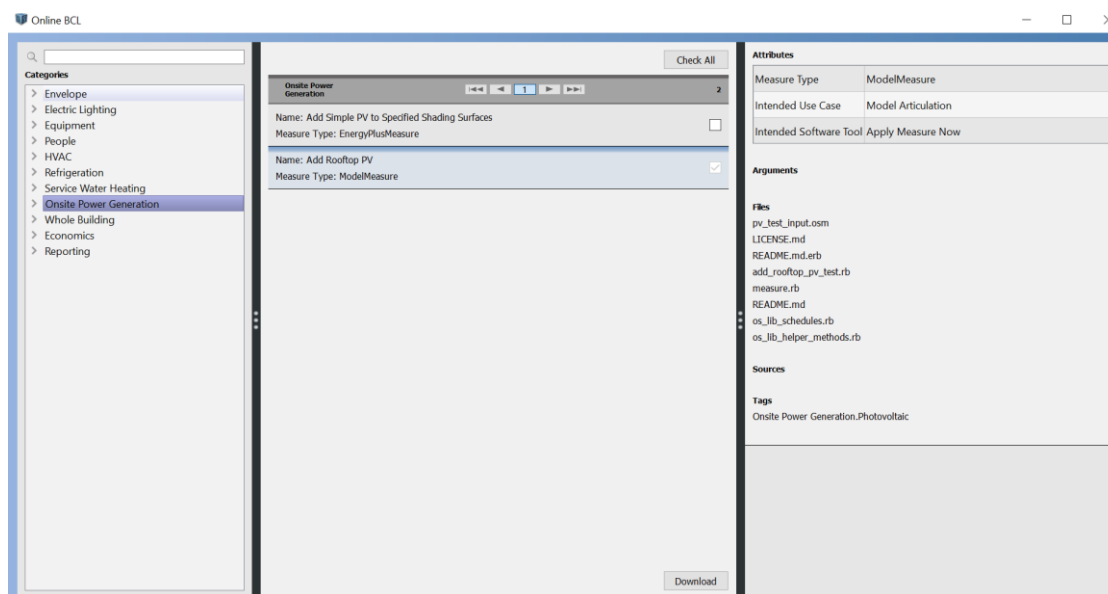 Online BCL
Categories
Envelope
Electric Lighting
Equipment
People
HVAC
Refrigeration
Service Water Heating
Onsite Power Generation
Whole Building
Economics
Reporting
Check All
Onsite Power
Generation
1
2
Name: Add Simple PV to Specified Shading Surfaces
Measure Type: EnergyPlusMeasure
Name: Add Rooftop PV
Measure Type: ModelMeasure
Download
Attributes
Measure Type ModelMeasure
Intended Use Case Model Articulation
Intended Software Tool Apply Measure Now
Arguments
Files
pv_test_input.osm
LICENSE.md
README.md.erb
add_rooftop_pv_test.rb
measure.rb
README.md
os_lib_schedules.rb
os_lib_helper_methods.rb
Sources
Tags
Onsite Power Generation.Photovoltaic